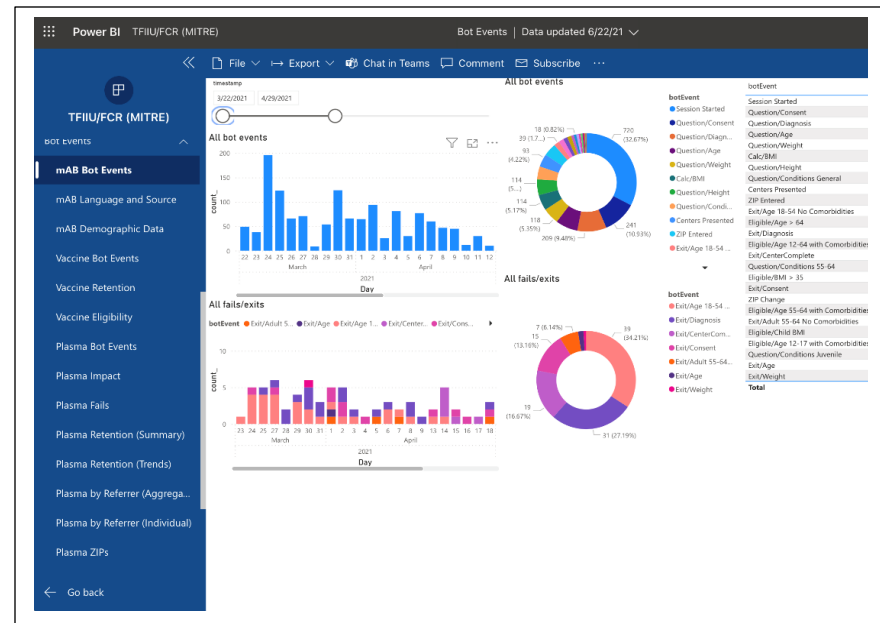 Power BI TFIIU/FCR (MITRE)
Bot Events | Data updated 6/22/21
File
Export
Chat in Teams
Comment
Subscribe
TFIIU/FCR (MITRE)
Bot Events
mAB Bot Events
mAB Language and Source
mAB Demographic Data
Vaccine Bot Events
Vaccine Retention
Vaccine Eligibility
Plasma Bot Events
Plasma Impact
Plasma Fails
Plasma Retention (Summary)
Plasma Retention (Trends)
Plasma by Referrer (Aggrega...
Plasma by Referrer (Individual)
Plasma ZIPs
Go back
timestamp
3/22/2021 4/29/2021
All bot events
200
150
100
50
0
count_
22 23 24 25 26 27 28 29 30 31 1 2 3 4 5 6 7 8 9 10 11 12
March April
2021
Day
All fails/exits
botEvent Exit/Adult 5... Exit/Age Exit/Age 1... Exit/Center... Exit/Cons...
10
5
0
count_
23 24 25 27 28 29 30 31 1 2 3 4 5 6 7 8 9 13 14 15 16 17 18
March April
2021
Day
All bot events
18 (0.82%)
39 (1.7...)
93
(4.22%)
114
(5....)
114
(5.17%)
118
(5.35%)
209 (9.48%)
241
(10.93%)
720
(32.67%)
botEvent
Session Started
Question/Consent
Question/Diagn...
Question/Age
Question/Weight
Calc/BMI
Question/Height
Question/Condi...
Centers Presented
ZIP Entered
Exit/Age 18-54 ...
All fails/exits
7 (6.14%)
15
(13.16%)
19
(16.67%)
31 (27.19%)
39
(34.21%)
botEvent
Exit/Age 18-54 ...
Exit/Diagnosis
Exit/CenterCom...
Exit/Consent
Exit/Adult 55-64...
Exit/Age
Exit/Weight
botEvent
Session Started
Question/Consent
Question/Diagnosis
Question/Age
Question/Weight
Calc/BMI
Question/Height
Question/Conditions General
Centers Presented
ZIP Entered
Exit/Age 18-54 No Comorbidities
Eligible/Age > 64
Exit/Diagnosis
Eligible/Age 12-64 with Comorbidities
Exit/CenterComplete
Question/Conditions 55-64
Eligible/BMI > 35
Exit/Consent
ZIP Change
Eligible/Age 55-64 with Comorbidities
Exit/Adult 55-64 No Comorbidities
Eligible/Child BMI
Eligible/Age 12-17 with Comorbidities
Question/Conditions Juvenile
Exit/Age
Exit/Weight
Total